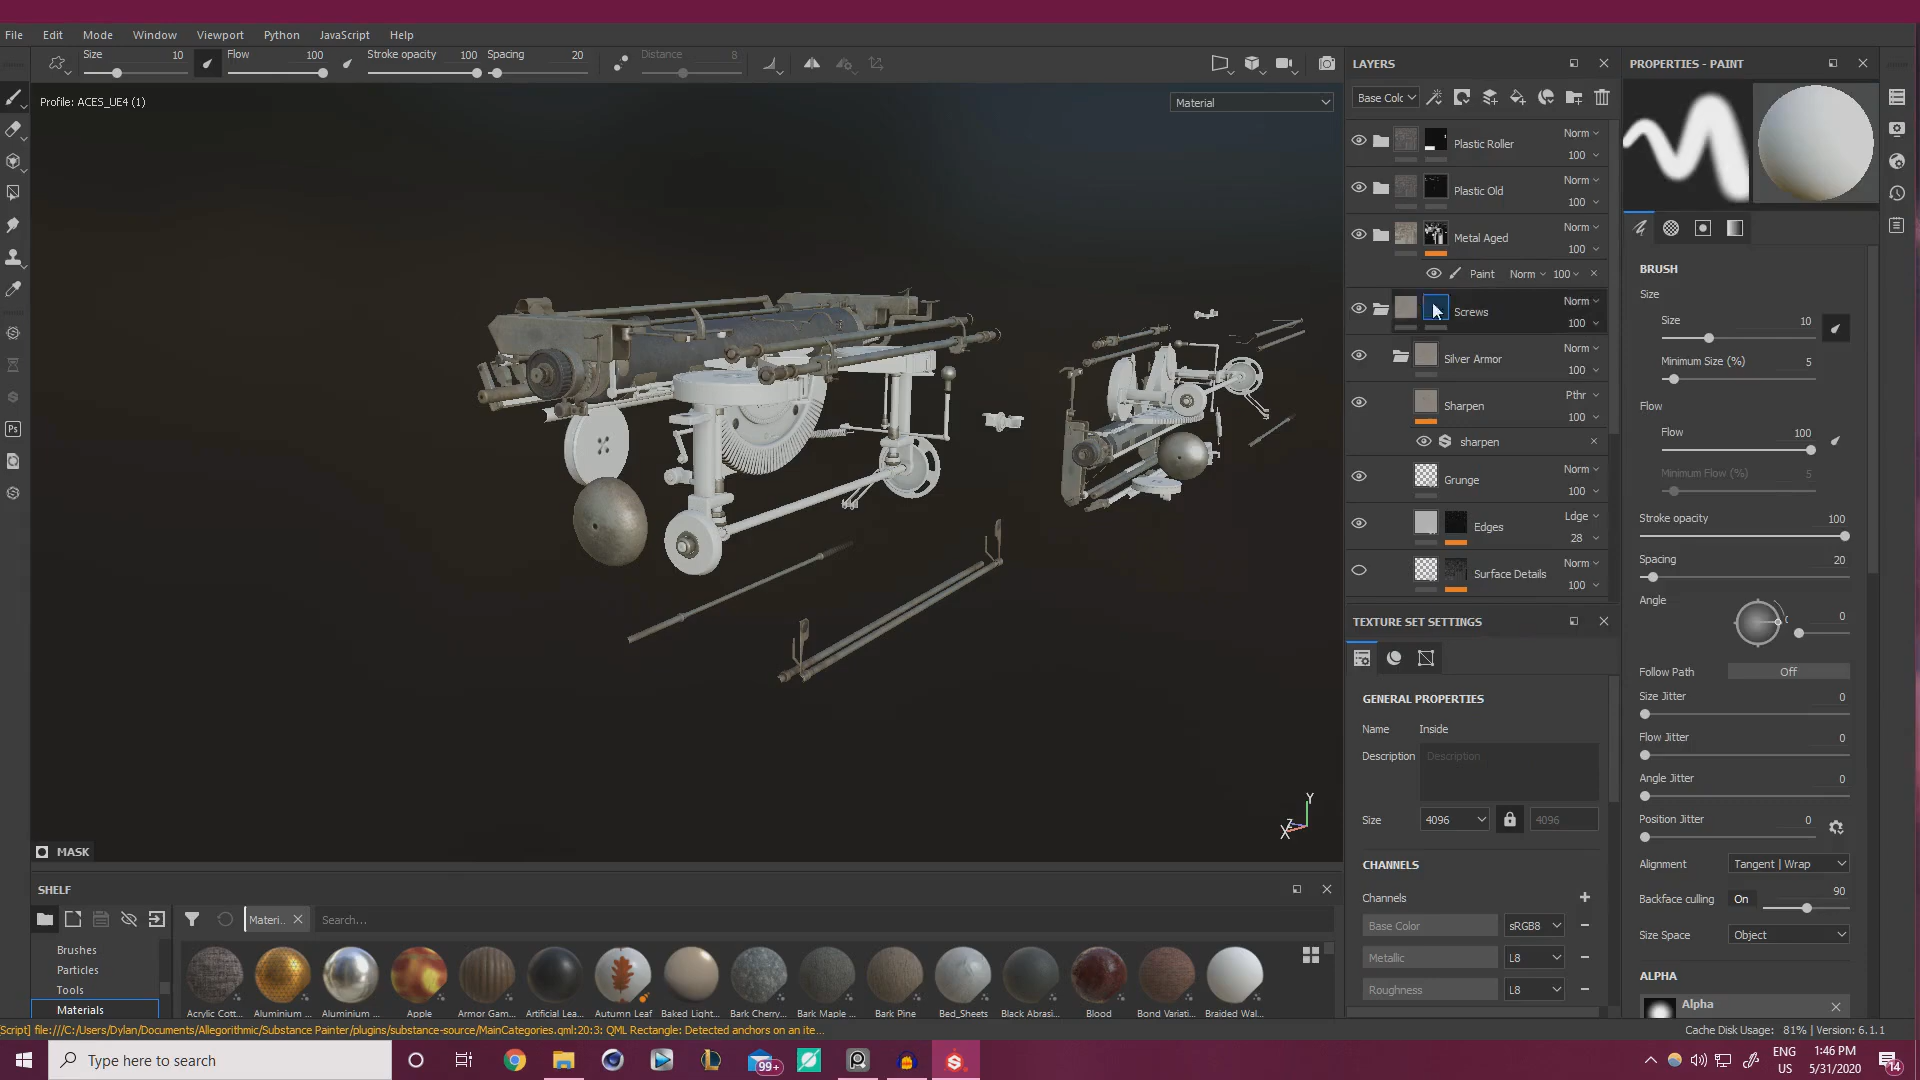 File Edit Mode Window Viewport Python JavaScript Help
Size 10 Flow 100 Stroke opacity 100 Spacing 20 Distance 8
Profile: ACES_UE4 (1)
Material
MASK
Y
Z
X
LAYERS
Base Colc
Plastic Roller Norm 100
Plastic Old Norm 100
Metal Aged Norm 100
Paint Norm 100
Screws Norm 100
Silver Armor Norm 100
Sharpen Pthr 100
sharpen
Grunge Norm 100
Edges Ldge 28
Surface Details Norm 100
TEXTURE SET SETTINGS
GENERAL PROPERTIES
Name Inside
Description Description
Size 4096 4096
CHANNELS
Channels
Base Color sRGB8
Metallic L8
Roughness L8
PROPERTIES - PAINT
BRUSH
Size
Size 10
Minimum Size (%) 5
Flow
Flow 100
Minimum Flow (%) 5
Stroke opacity 100
Spacing 20
Angle 0
Follow Path Off
Size Jitter 0
Flow Jitter 0
Angle Jitter 0
Position Jitter 0
Alignment Tangent | Wrap
Backface culling On 90
Size Space Object
ALPHA
Alpha
SHELF
Materi... Search...
Brushes
Particles
Tools
Materials
Acrylic Cott... Aluminium ... Aluminium ... Apple Armor Gam... Artificial Lea... Autumn Leaf Baked Light... Bark Cherry... Bark Maple ... Bark Pine Bed_Sheets Black Abrasi... Blood Bond Variati... Braided Wal...
Script] file:///C:/Users/Dylan/Documents/Allegorithmic/Substance Painter/plugins/substance-source/MainCategories.qml:20:3: QML Rectangle: Detected anchors on an ite...
Cache Disk Usage: 81% | Version: 6.1.1
Type here to search
Ps
99+
ENG
US
1:46 PM
5/31/2020
14